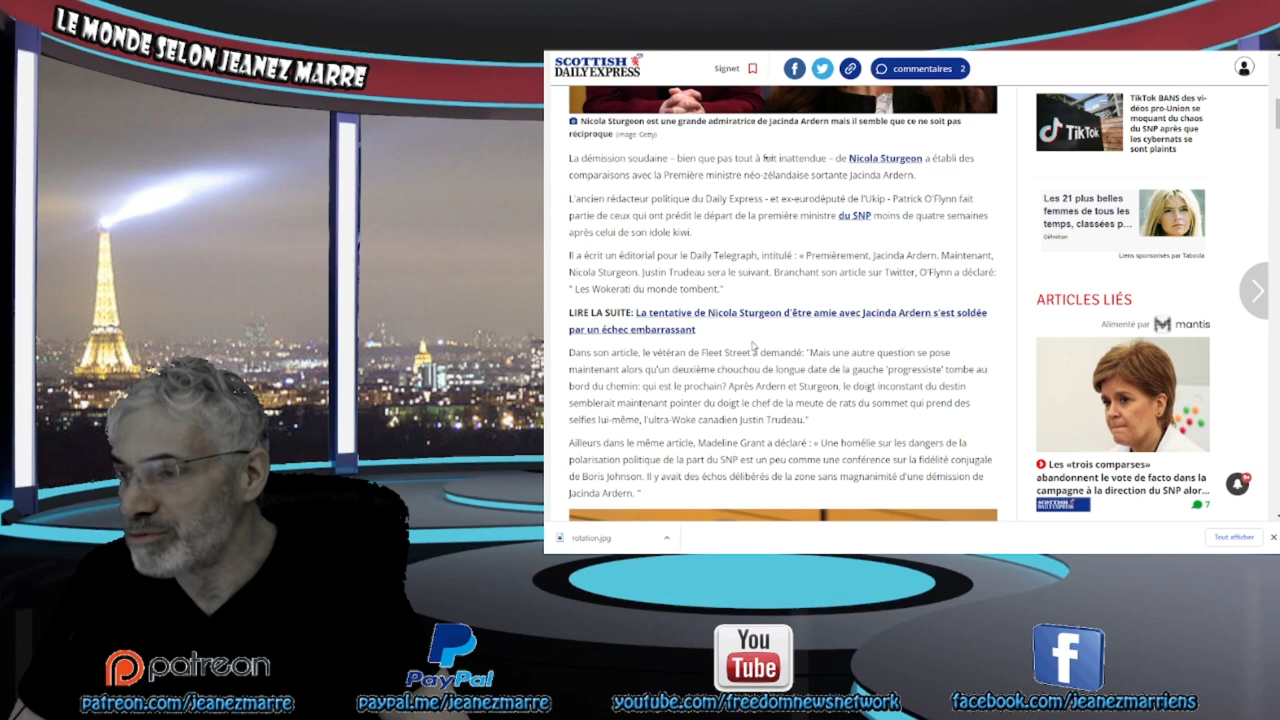 LE MONDE SELON JEANEZ MARRE
SCOTTISH
DAILY EXPRESS
Signet
commentaires 2
Nicola Sturgeon est une grande admiratrice de Jacinda Ardern mais il semble que ce ne soit pas
réciproque (Image: Getty)
La démission soudaine – bien que pas tout à fait inattendue – de Nicola Sturgeon a établi des
comparaisons avec la Première ministre néo-zélandaise sortante Jacinda Ardern.
L'ancien rédacteur politique du Daily Express - et ex-eurodéputé de l'Ukip - Patrick O'Flynn fait
partie de ceux qui ont prédit le départ de la première ministre du SNP moins de quatre semaines
après celui de son idole kiwi.
Il a écrit un éditorial pour le Daily Telegraph, intitulé : « Premièrement, Jacinda Ardern. Maintenant,
Nicola Sturgeon. Justin Trudeau sera le suivant. Branchant son article sur Twitter, O'Flynn a déclaré:
" Les Wokerati du monde tombent."
LIRE LA SUITE: La tentative de Nicola Sturgeon d'être amie avec Jacinda Ardern s'est soldée
par un échec embarrassant
Dans son article, le vétéran de Fleet Street a demandé: "Mais une autre question se pose
maintenant alors qu'un deuxième chouchou de longue date de la gauche 'progressiste' tombe au
bord du chemin: qui est le prochain? Après Ardern et Sturgeon, le doigt inconstant du destin
semblerait maintenant pointer du doigt le chef de la meute de rats du sommet qui prend des
selfies lui-même, l'ultra-Woke canadien Justin Trudeau."
Ailleurs dans le même article, Madeline Grant a déclaré : « Une homélie sur les dangers de la
polarisation politique de la part du SNP est un peu comme une conférence sur la fidélité conjugale
de Boris Johnson. Il y avait des échos délibérés de la zone sans magnanimité d'une démission de
Jacinda Ardern. "
TikTok
TikTok BANS des vi-
déos pro-Union se
moquant du chaos
du SNP après que
les cybernats se
sont plaints
Les 21 plus belles
femmes de tous les
temps, classées p...
Définition
Liens sponsorisés par Taboola
ARTICLES LIÉS
Alimenté par mantis
Les «trois comparses»
abandonnent le vote de facto dans la
campagne à la direction du SNP alor...
SCOTTISH
DAILY EXPRESS
7
rotation.jpg
Tout afficher
patreon
patreon.com/jeanezmarre
PayPal
paypal.me/jeanezmarre
You
Tube
youtube.com/freedomnewsnetwork
f
facebook.com/jeanezmarriens